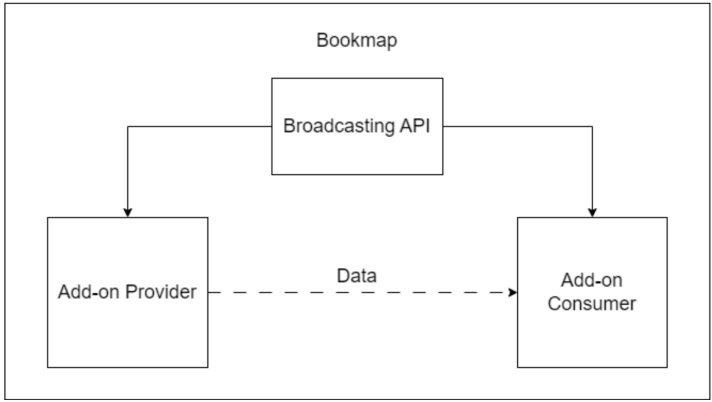 Bookmap
Broadcasting API
Add-on Provider
Data
Add-on
Consumer